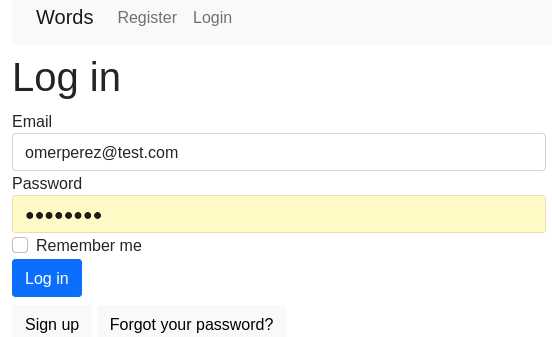 Words Register Login
Log in
Email
omerperez@test.com
Password
••••••••
Remember me
Log in
Sign up Forgot your password?